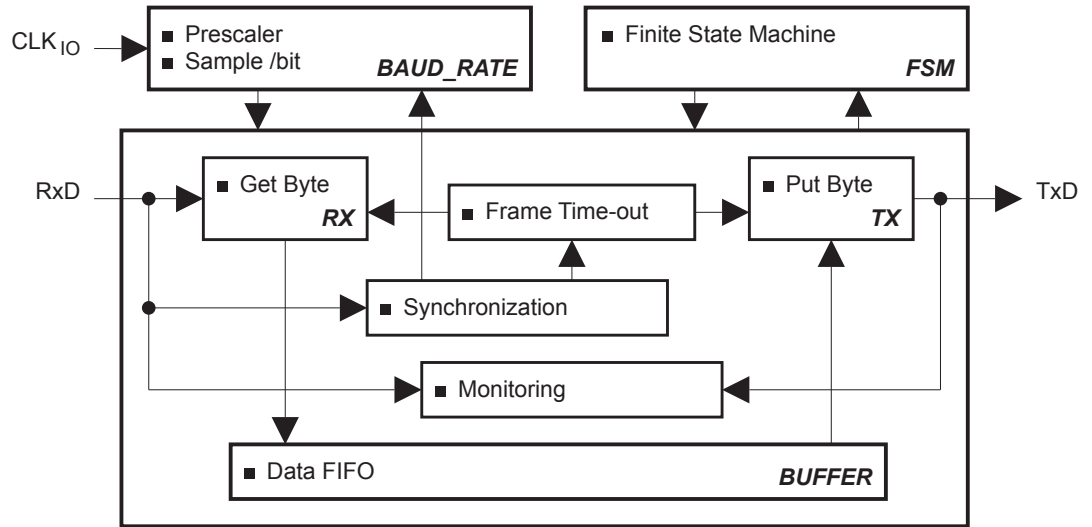 CLK IO
■ Prescaler
■ Sample /bit
BAUD_RATE
■ Finite State Machine
FSM
RxD
■ Get Byte
RX
■ Frame Time-out
■ Put Byte
TX
TxD
■ Synchronization
■ Monitoring
■ Data FIFO
BUFFER